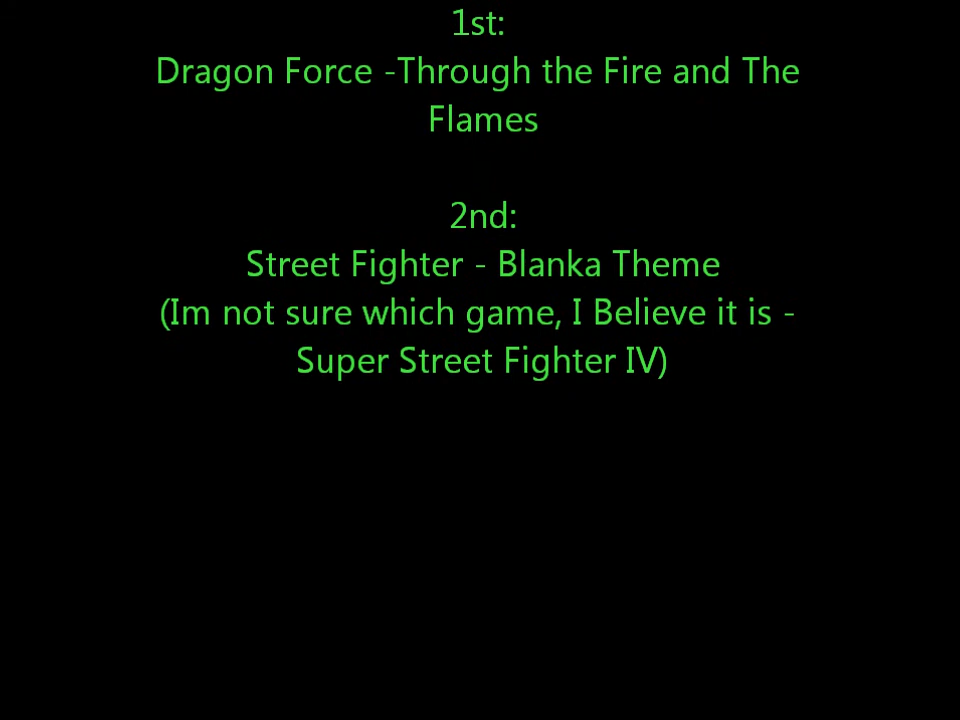 1st:
Dragon Force -Through the Fire and The
Flames
2nd:
Street Fighter - Blanka Theme
(Im not sure which game, I Believe it is -
Super Street Fighter IV)